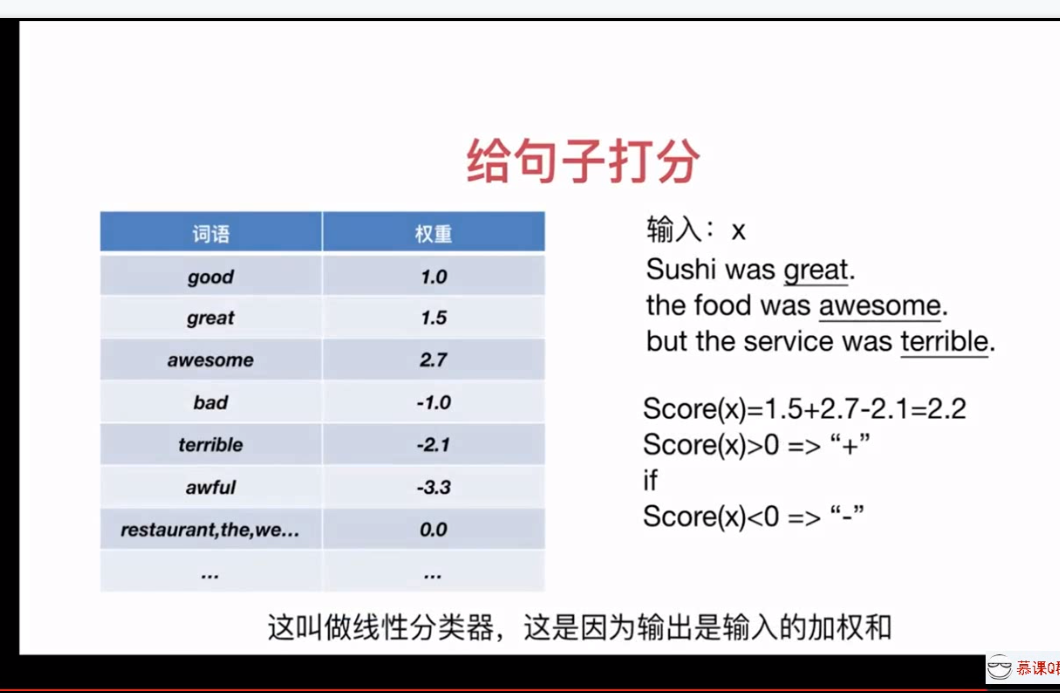 给句子打分
词语 权重
good 1.0
great 1.5
awesome 2.7
bad -1.0
terrible -2.1
awful -3.3
restaurant,the,we... 0.0
... ...
输入：x
Sushi was great.
the food was awesome.
but the service was terrible.
Score(x)=1.5+2.7-2.1=2.2
Score(x)>0 => “+”
if
Score(x)<0 => “-”
这叫做线性分类器，这是因为输出是输入的加权和
慕课Q